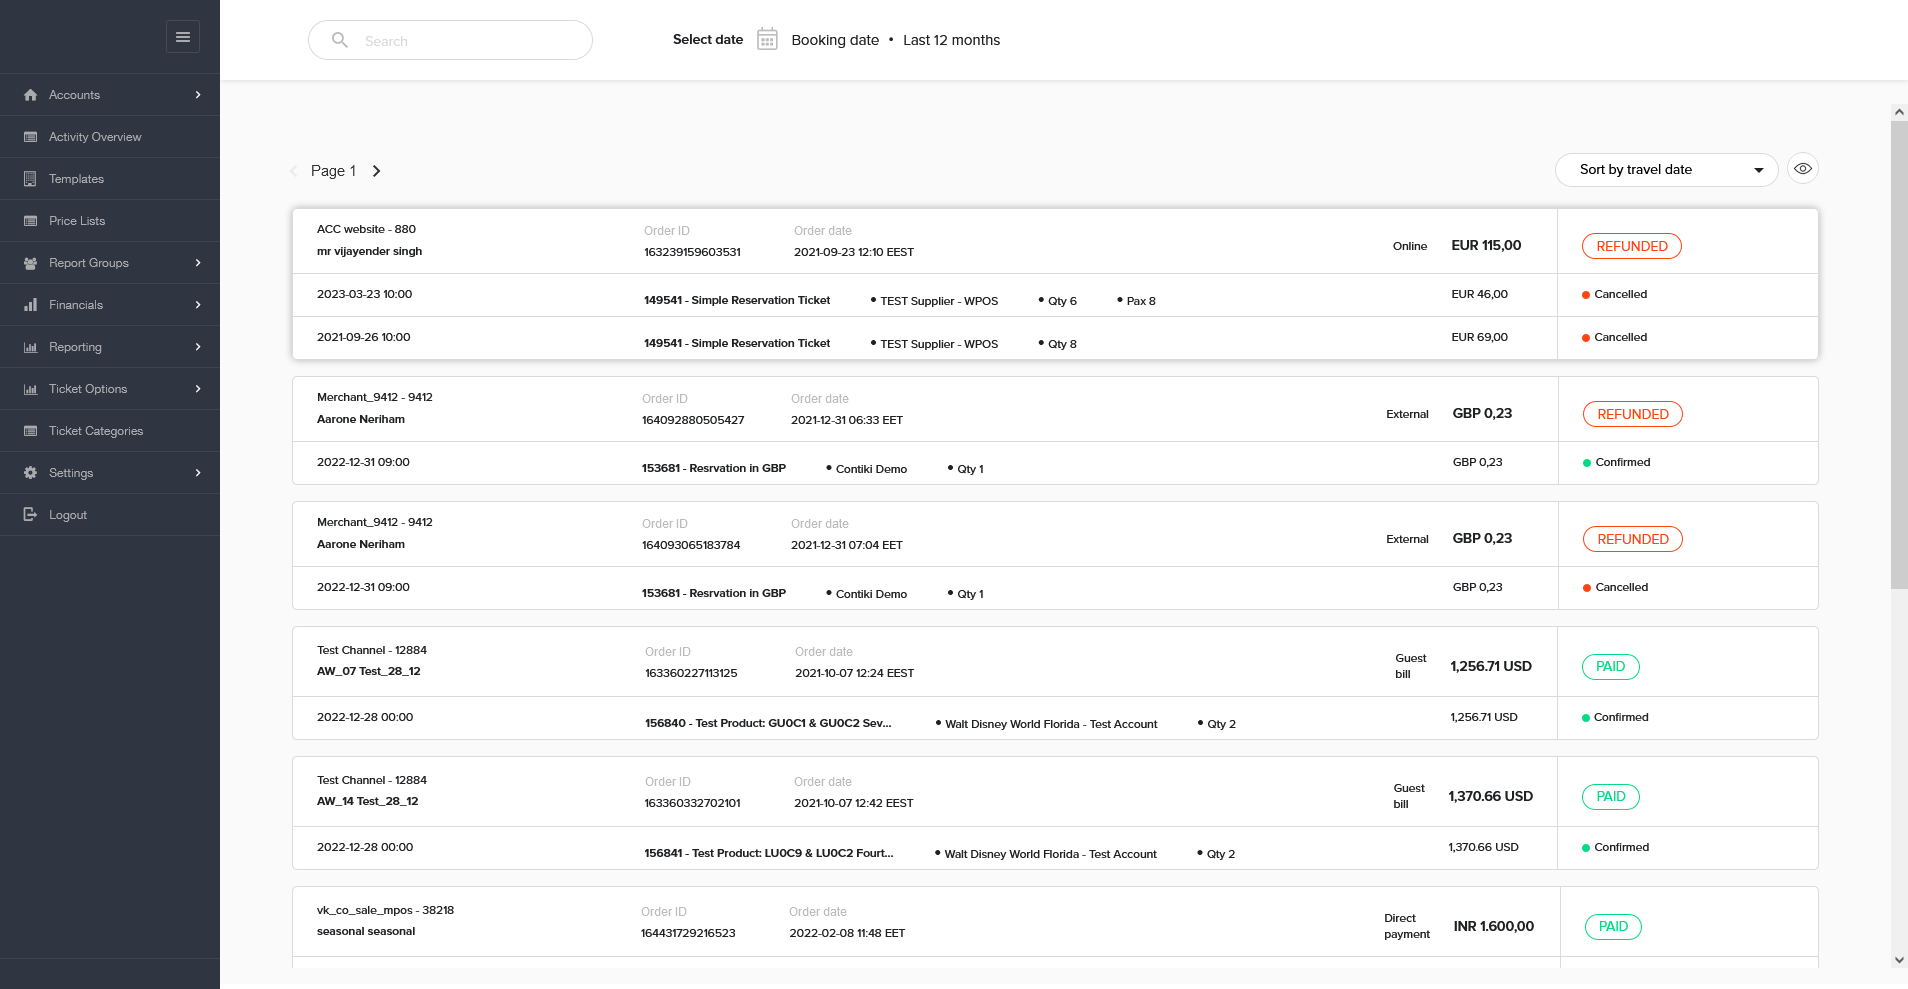 Search
Select date Booking date • Last 12 months
Accounts
Activity Overview
Templates
Price Lists
Report Groups
Financials
Reporting
Ticket Options
Ticket Categories
Settings
Logout
Page 1
Sort by travel date
ACC website - 880 Order ID Order date
mr vijayender singh 163239159603531 2021-09-23 12:10 EEST Online EUR 115,00 REFUNDED
2023-03-23 10:00 149541 - Simple Reservation Ticket • TEST Supplier - WPOS • Qty 6 • Pax 8 EUR 46,00 Cancelled
2021-09-26 10:00 149541 - Simple Reservation Ticket • TEST Supplier - WPOS • Qty 8 EUR 69,00 Cancelled
Merchant_9412 - 9412 Order ID Order date
Aarone Neriham 164092880505427 2021-12-31 06:33 EET External GBP 0,23 REFUNDED
2022-12-31 09:00 153681 - Resrvation in GBP • Contiki Demo • Qty 1 GBP 0,23 Confirmed
Merchant_9412 - 9412 Order ID Order date
Aarone Neriham 164093065183784 2021-12-31 07:04 EET External GBP 0,23 REFUNDED
2022-12-31 09:00 153681 - Resrvation in GBP • Contiki Demo • Qty 1 GBP 0,23 Cancelled
Test Channel - 12884 Order ID Order date
AW_07 Test_28_12 163360227113125 2021-10-07 12:24 EEST Guest bill 1,256.71 USD PAID
2022-12-28 00:00 156840 - Test Product: GU0C1 & GU0C2 Sev... • Walt Disney World Florida - Test Account • Qty 2 1,256.71 USD Confirmed
Test Channel - 12884 Order ID Order date
AW_14 Test_28_12 163360332702101 2021-10-07 12:42 EEST Guest bill 1,370.66 USD PAID
2022-12-28 00:00 156841 - Test Product: LU0C9 & LU0C2 Fourt... • Walt Disney World Florida - Test Account • Qty 2 1,370.66 USD Confirmed
vk_co_sale_mpos - 38218 Order ID Order date
seasonal seasonal 164431729216523 2022-02-08 11:48 EET Direct payment INR 1.600,00 PAID